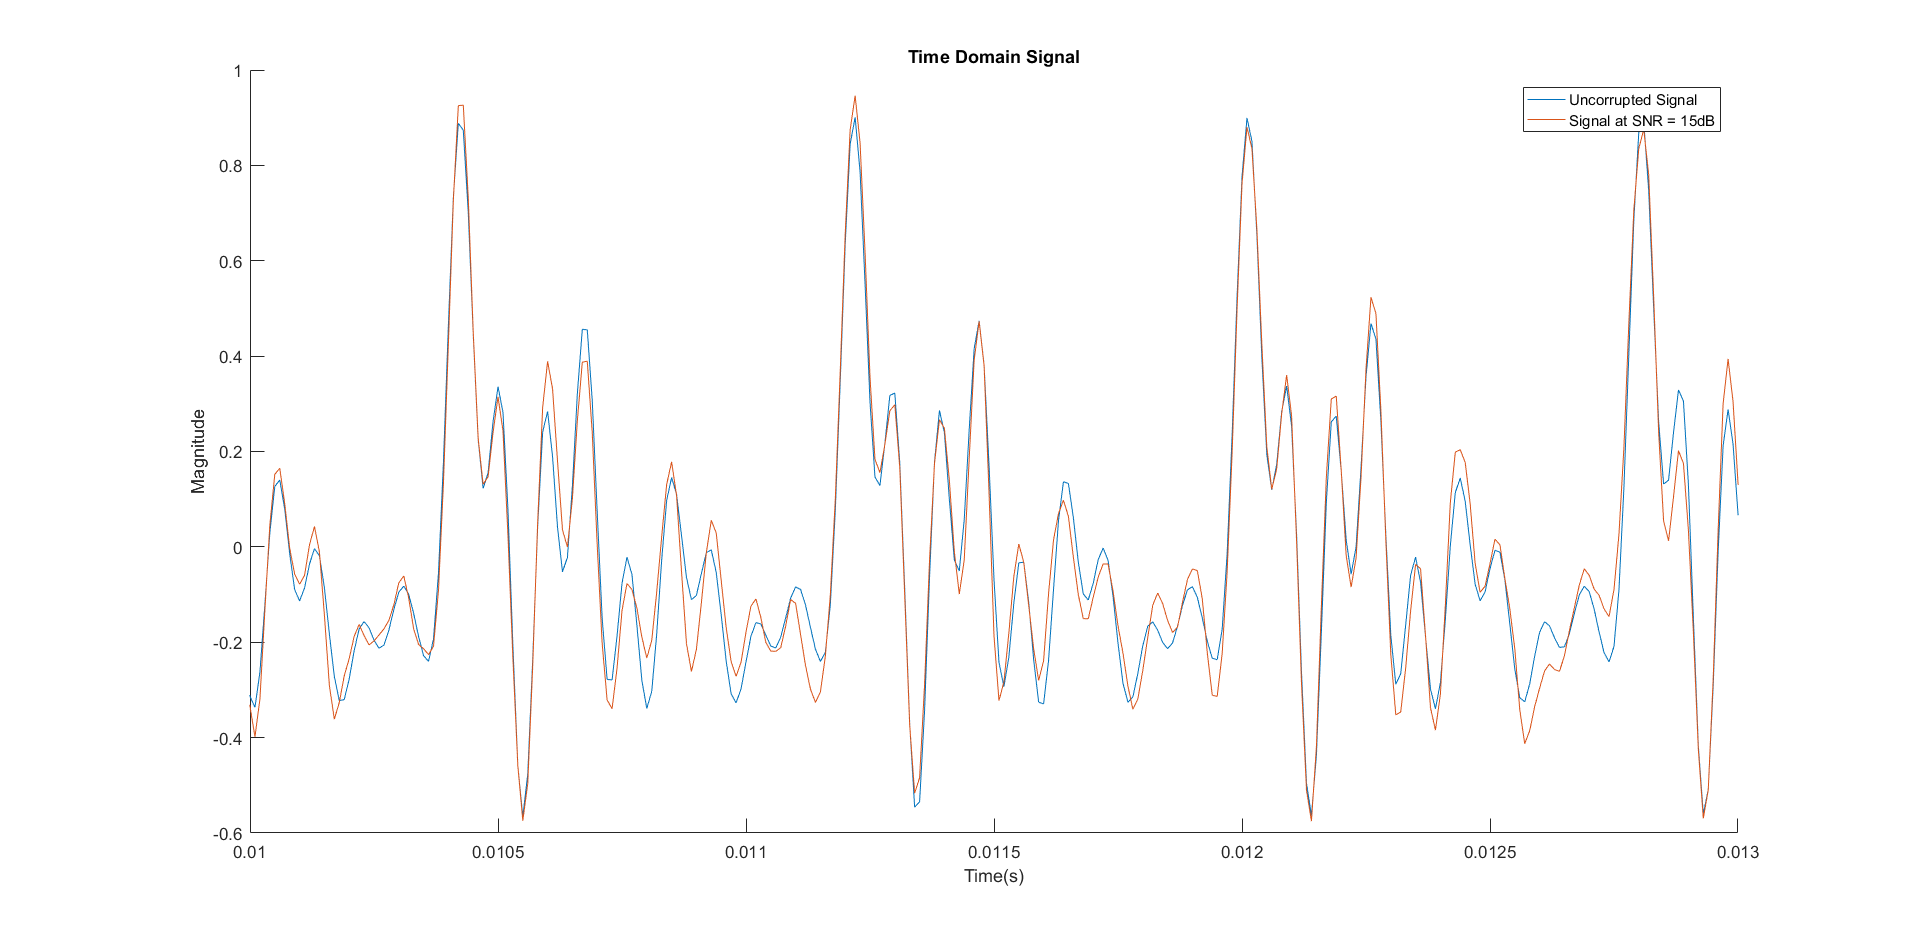 Time Domain Signal
1
Uncorrupted Signal
Signal at SNR = 15dB
0.8
0.6
0.4
0.2
0
-0.2
-0.4
-0.6
Magnitude
0.01 0.0105 0.011 0.0115 0.012 0.0125 0.013
Time(s)